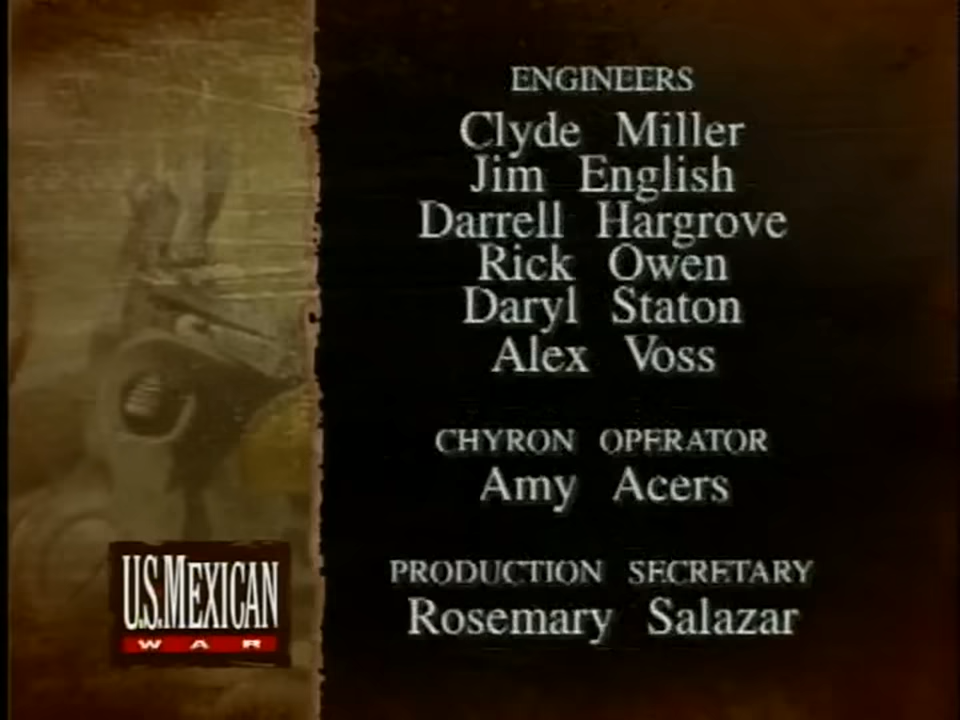 ENGINEERS
Clyde Miller
Jim English
Darrell Hargrove
Rick Owen
Daryl Staton
Alex Voss
CHYRON OPERATOR
Amy Acers
PRODUCTION SECRETARY
Rosemary Salazar
U.S.MEXICAN
WAR